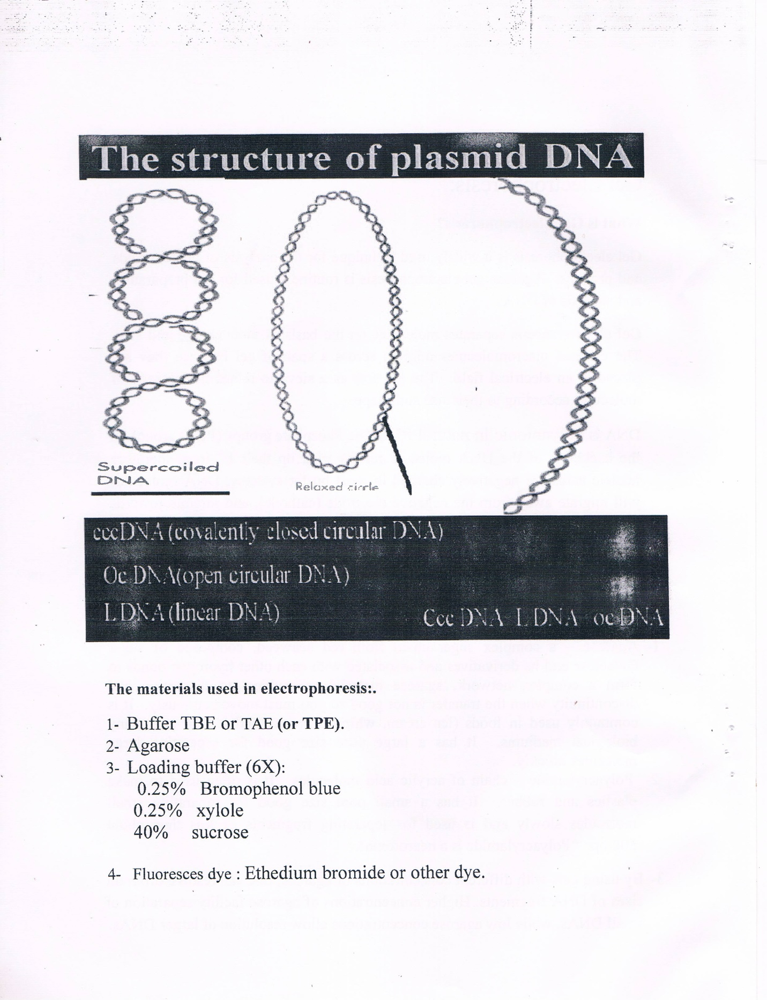 The structure of plasmid DNA
Supercoiled
DNA
Relaxed circle
cccDNA (covalently closed circular DNA)
Oc DNA(open circular DNA)
L DNA (linear DNA)
Ccc DNA L DNA oc DNA
The materials used in electrophoresis:.
1- Buffer TBE or TAE (or TPE).
2- Agarose
3- Loading buffer (6X):
0.25% Bromophenol blue
0.25% xylole
40% sucrose
4- Fluoresces dye : Ethedium bromide or other dye.